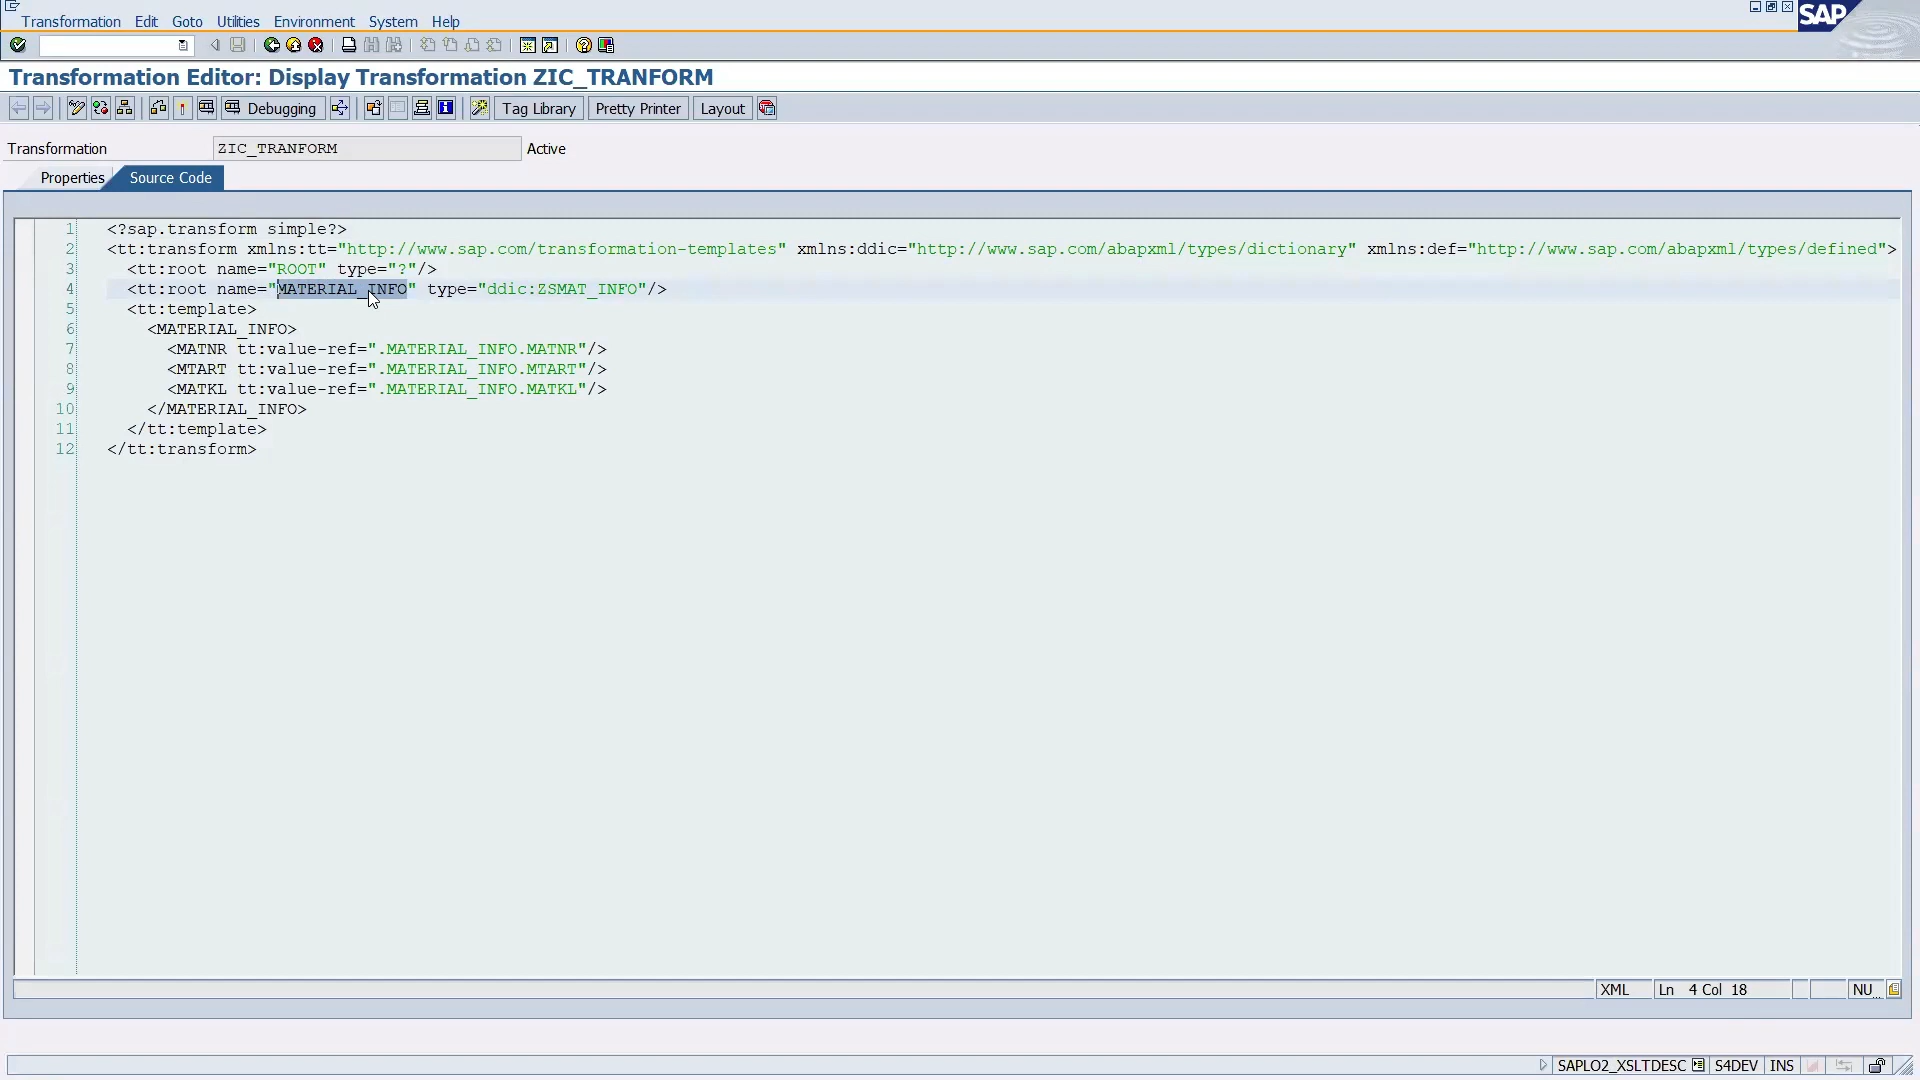 Transformation Edit Goto Utilities Environment System Help
SAP
Transformation Editor: Display Transformation ZIC_TRANFORM
Debugging Tag Library Pretty Printer Layout
Transformation ZIC_TRANFORM Active
Properties Source Code
1 <?sap.transform simple?>
2 <tt:transform xmlns:tt="http://www.sap.com/transformation-templates" xmlns:ddic="http://www.sap.com/abapxml/types/dictionary" xmlns:def="http://www.sap.com/abapxml/types/defined">
3 <tt:root name="ROOT" type="?"/>
4 <tt:root name="MATERIAL_INFO" type="ddic:ZSMAT_INFO"/>
5 <tt:template>
6 <MATERIAL_INFO>
7 <MATNR tt:value-ref=".MATERIAL_INFO.MATNR"/>
8 <MTART tt:value-ref=".MATERIAL_INFO.MTART"/>
9 <MATKL tt:value-ref=".MATERIAL_INFO.MATKL"/>
10 </MATERIAL_INFO>
11 </tt:template>
12 </tt:transform>
XML Ln 4 Col 18 NU...
SAPLO2_XSLTDESC S4DEV INS